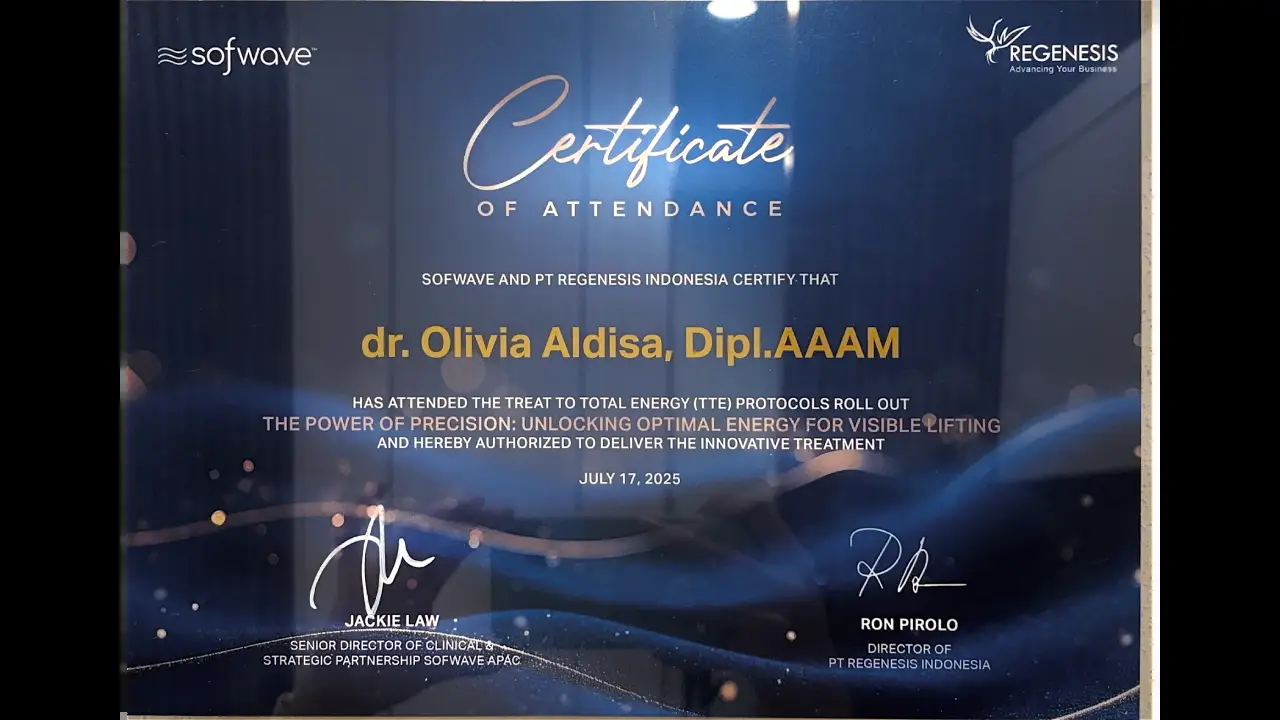 sofwave™
REGENESIS
Advancing Your Business
Certificate
OF ATTENDANCE
SOFWAVE AND PT REGENESIS INDONESIA CERTIFY THAT
dr. Olivia Aldisa, Dipl.AAAM
HAS ATTENDED THE TREAT TO TOTAL ENERGY (TTE) PROTOCOLS ROLL OUT
THE POWER OF PRECISION: UNLOCKING OPTIMAL ENERGY FOR VISIBLE LIFTING
AND HEREBY AUTHORIZED TO DELIVER THE INNOVATIVE TREATMENT
JULY 17, 2025
JACKIE LAW
SENIOR DIRECTOR OF CLINICAL &
STRATEGIC PARTNERSHIP SOFWAVE APAC
RON PIROLO
DIRECTOR OF
PT REGENESIS INDONESIA